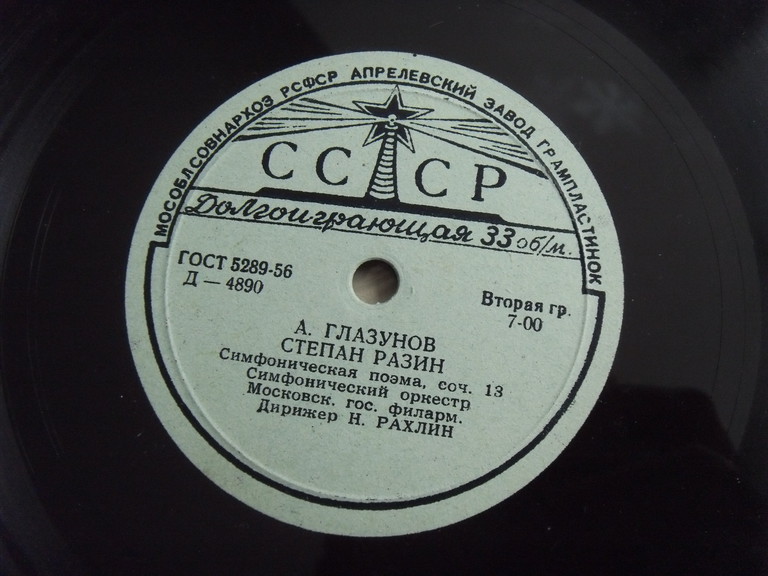 МОСОБЛСОВНАРХОЗ РСФСР АПРЕЛЕВСКИЙ ЗАВОД ГРАМПЛАСТИНОК
СССР
Долгоиграющая 33 об/м.
ГОСТ 5289-56
Д — 4890
Вторая гр.
7-00
А. ГЛАЗУНОВ
СТЕПАН РАЗИН
Симфоническая поэма, соч. 13
Симфонический оркестр
Московск. гос. филарм.
Дирижер Н. РАХЛИН